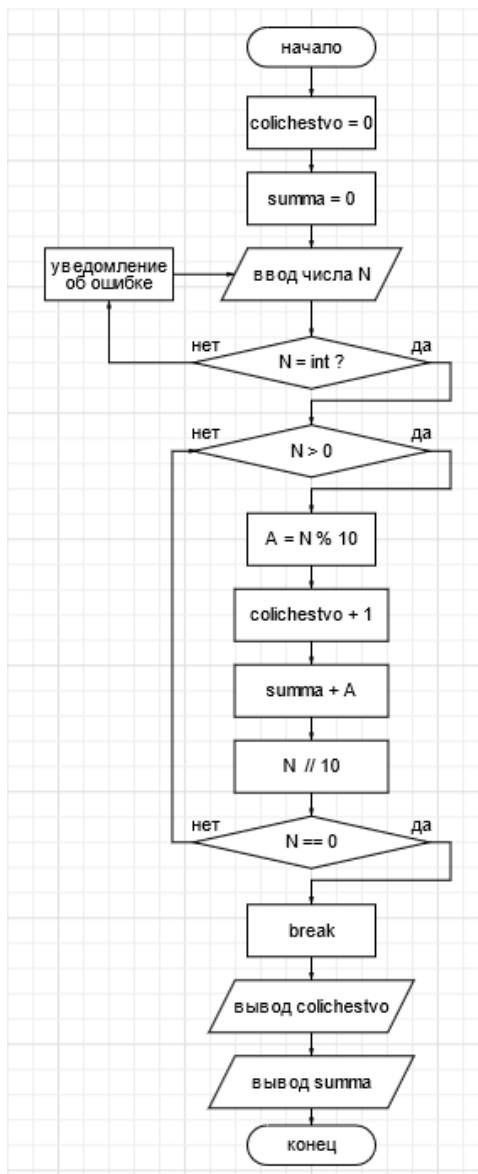 начало
colichestvo = 0
summa = 0
уведомление
об ошибке
ввод числа N
нет
N = int ?
да
нет
N > 0
да
A = N % 10
colichestvo + 1
summa + A
N // 10
нет
N == 0
да
break
вывод colichestvo
вывод summa
конец